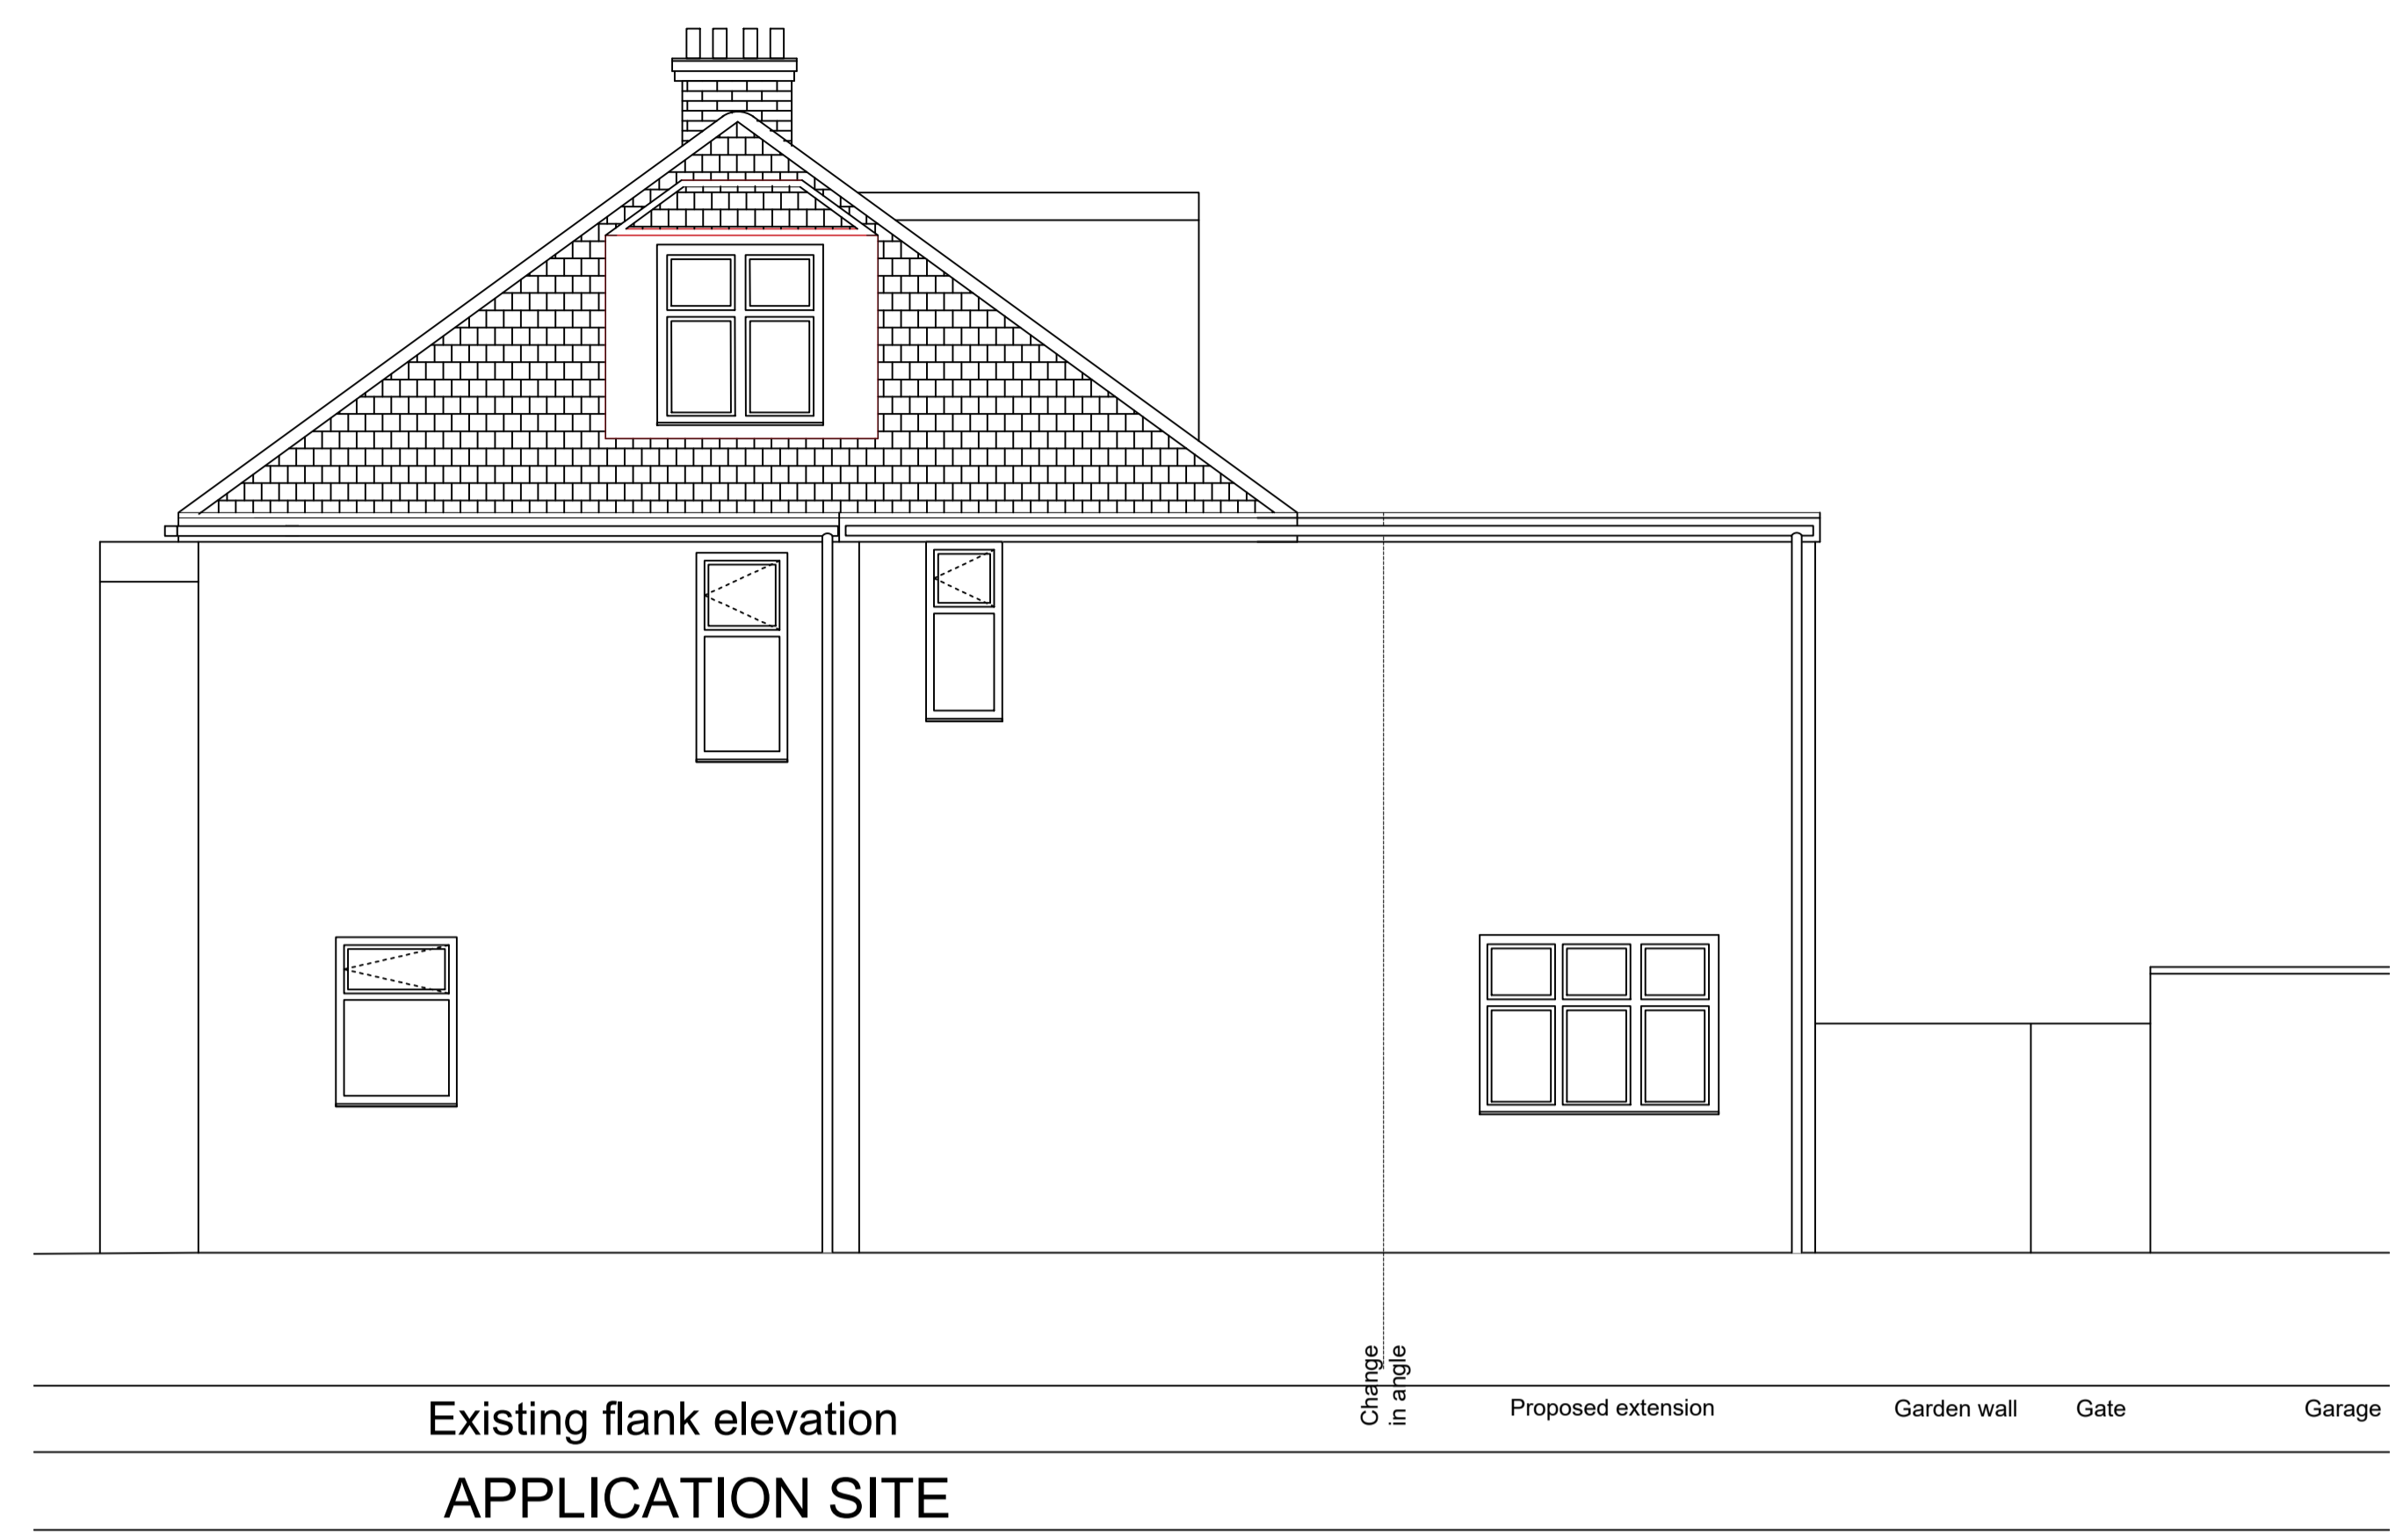 Existing flank elevation
Change
in angle
Proposed extension
Garden wall
Gate
Garage
APPLICATION SITE